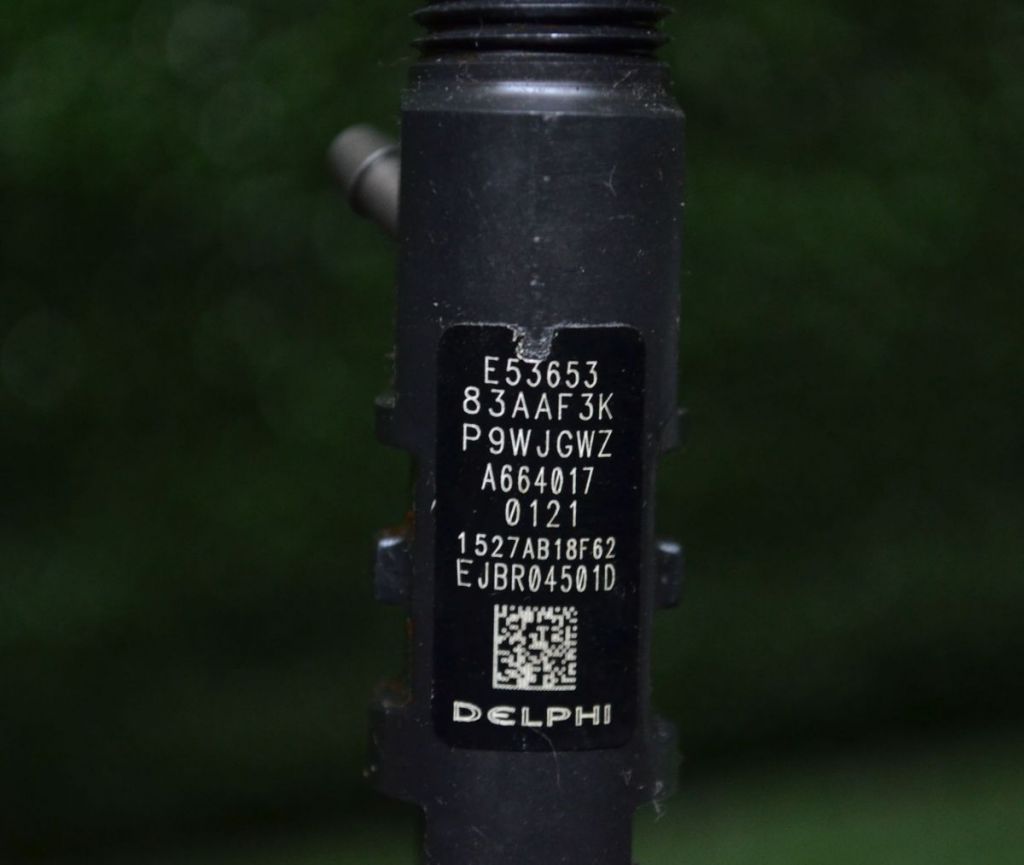 E53653
83AAF3K
P9WJGWZ
A664017
0121
1527AB18F62
EJBR04501D
DELPHI